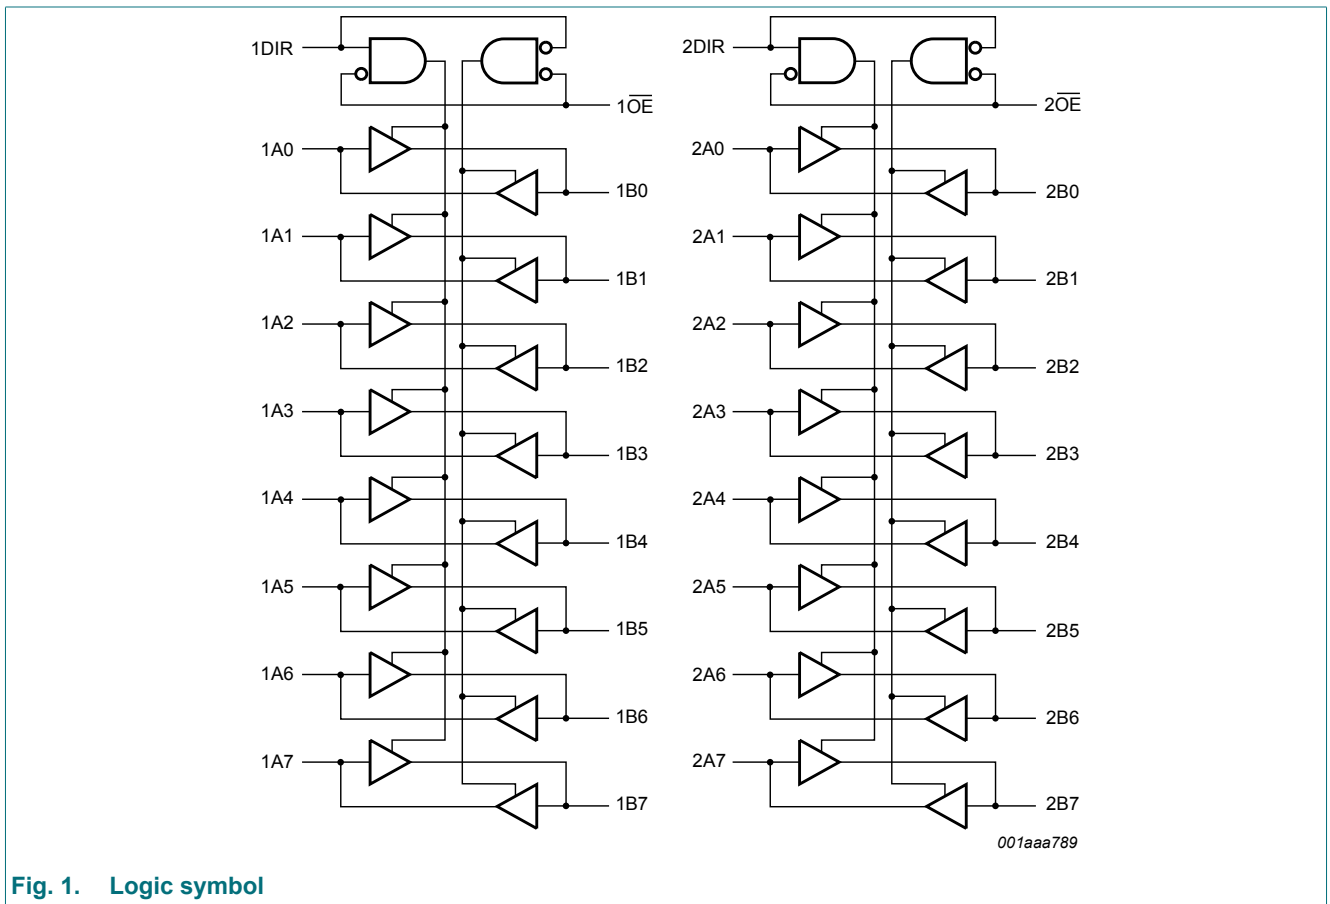 1DIR
1O̅E̅
1A0
1B0
1A1
1B1
1A2
1B2
1A3
1B3
1A4
1B4
1A5
1B5
1A6
1B6
1A7
1B7
2DIR
2O̅E̅
2A0
2B0
2A1
2B1
2A2
2B2
2A3
2B3
2A4
2B4
2A5
2B5
2A6
2B6
2A7
2B7
001aaa789
Fig. 1. Logic symbol